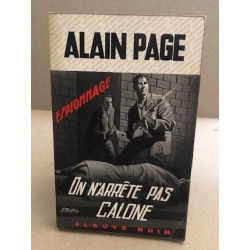 ALAIN PAGE
ESPIONNAGE
ON N'ARRÊTE PAS
CALONE
FLEUVE NOIR